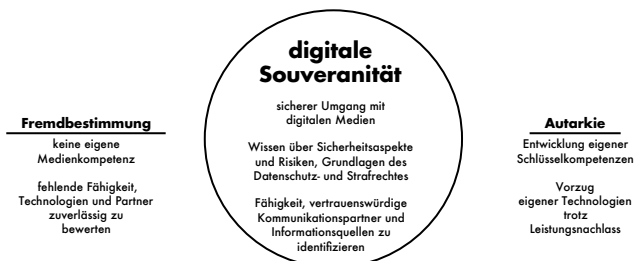 Fremdbestimmung
keine eigene
Medienkompetenz
fehlende Fähigkeit,
Technologien und Partner
zuverlässig zu
bewerten
digitale
Souveranität
sicherer Umgang mit
digitalen Medien
Wissen über Sicherheitsaspekte
und Risiken, Grundlagen des
Datenschutz- und Strafrechtes
Fähigkeit, vertrauenswürdige
Kommunikationspartner und
Informationsquellen zu
identifizieren
Autarkie
Entwicklung eigener
Schlüsselkompetenzen
Vorzug
eigener Technologien
trotz
Leistungsnachlass